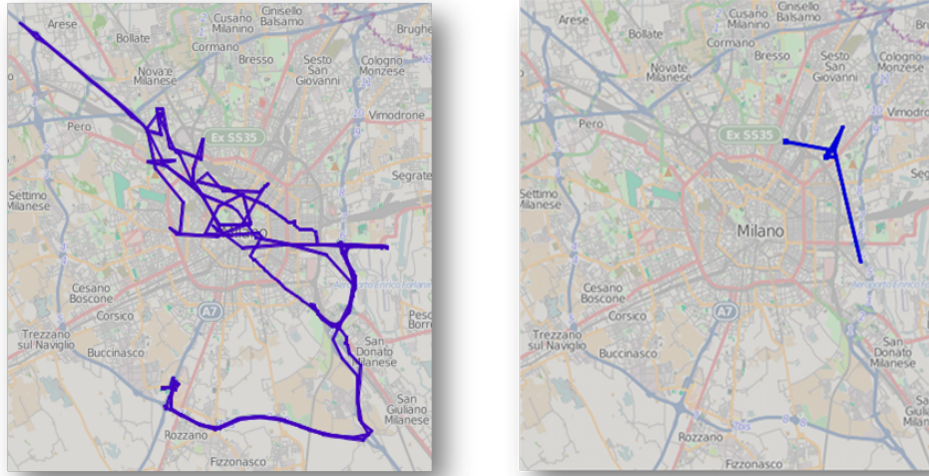 Arese
Bollate
Cusano
Milanino
Cinisello
Balsamo
Brughe
Cormano
Novate
Milanese
Bresso
Sesto
San
Giovanni
Cologno
Monzese
Pero
Ex SS35
Vimodrone
Segrate
Settimo
Milanese
Cesano
Boscone
Corsico
A7
Trezzano
sul Naviglio
Buccinasco
San
Donato
Milanese
San
Giuliano
Milanese
Rozzano
Fizzonasco
Arese
Bollate
Cusano
Milanino
Cinisello
Balsamo
Cormano
Novate
Milanese
Bresso
Sesto
San
Giovanni
Cologno
Monzese
Pero
Ex SS35
Vimodron
Segra
Settimo
Milanese
Milano
Cesano
Boscone
Corsico
A7
Trezzano
sul Naviglio
Buccinasco
San
Donato
Milanese
Rozzano
Fizzonasco